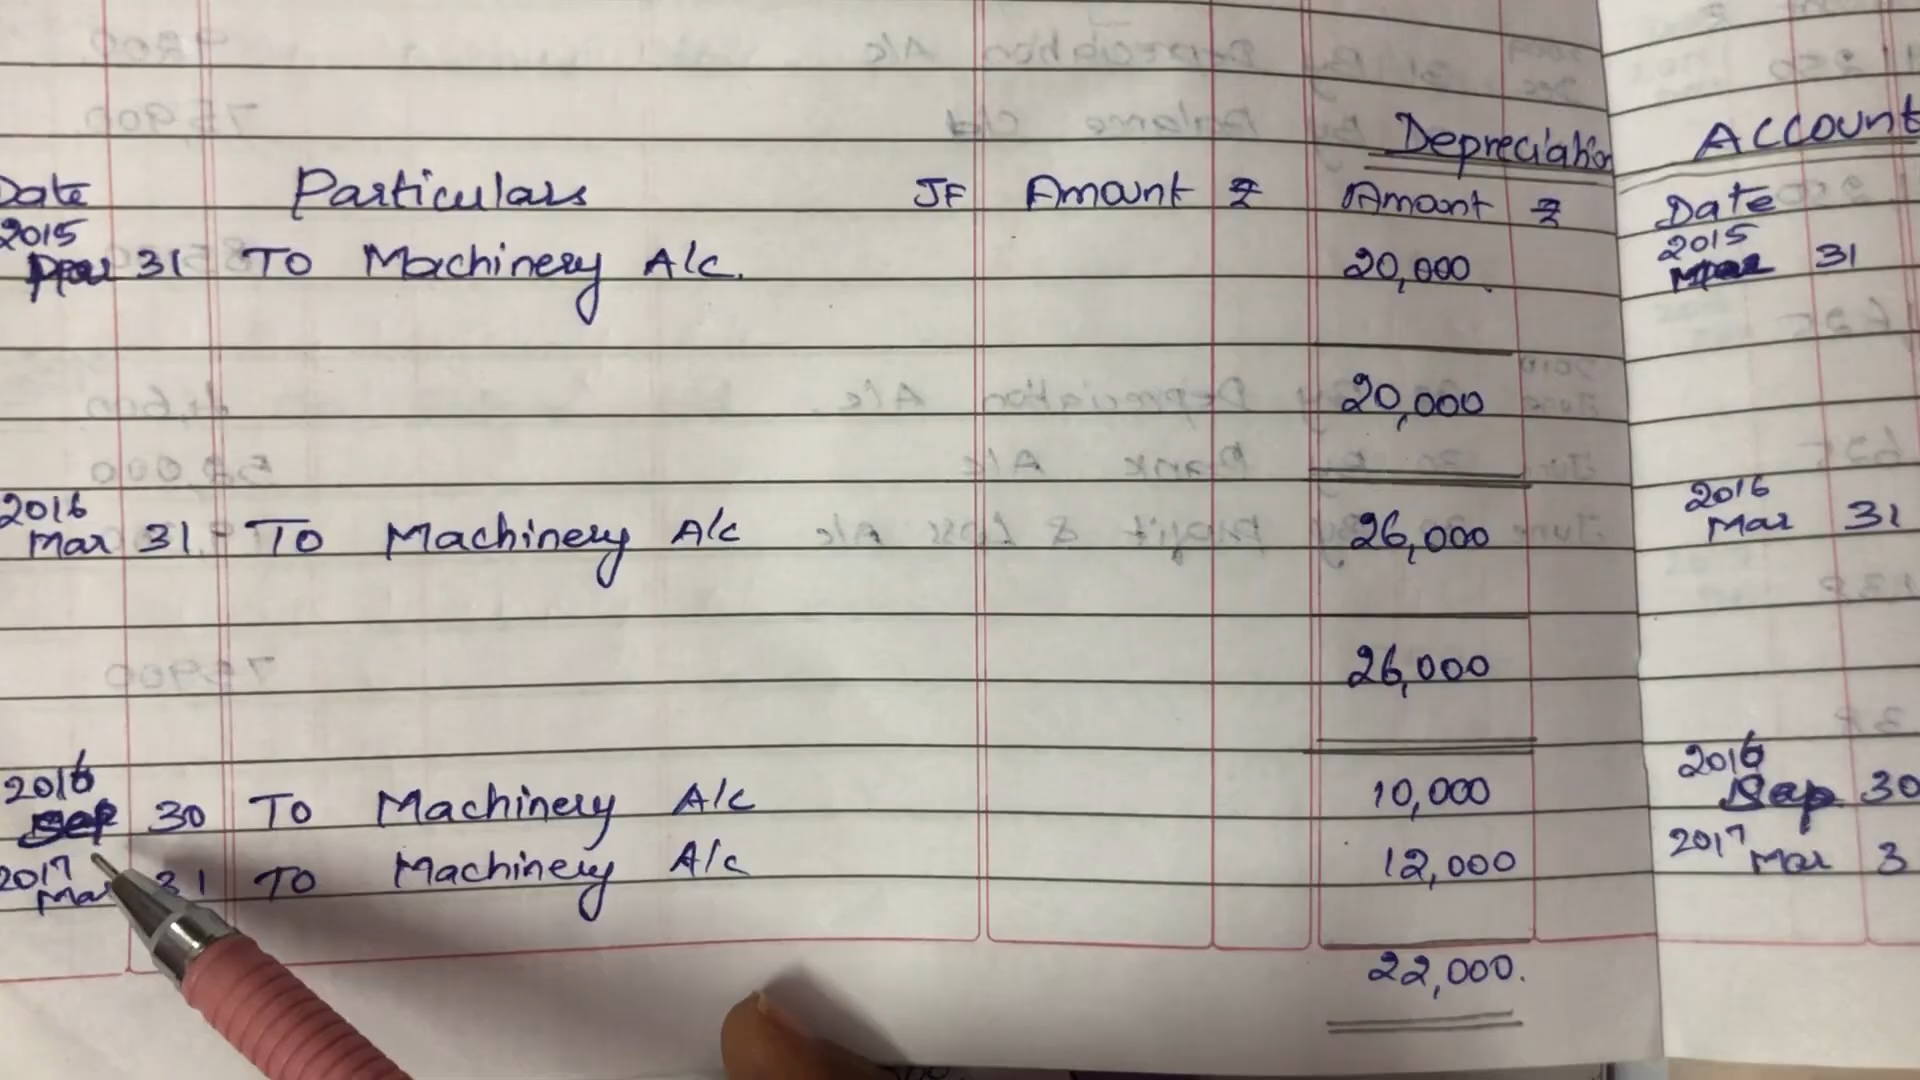 Depreciation Account
Date Particulars JF Amount ₹ Amount ₹ Date
2015 2015
Mar 31 To Machinery A/c. 20,000 Mar 31
20,000
2016 2016
Mar 31 To Machinery A/c 26,000 Mar 31
26,000
2016 2016
Sep 30 To Machinery A/c 10,000 Sep 30
2017 2017
Mar 31 To Machinery A/c 12,000 Mar 3
22,000.